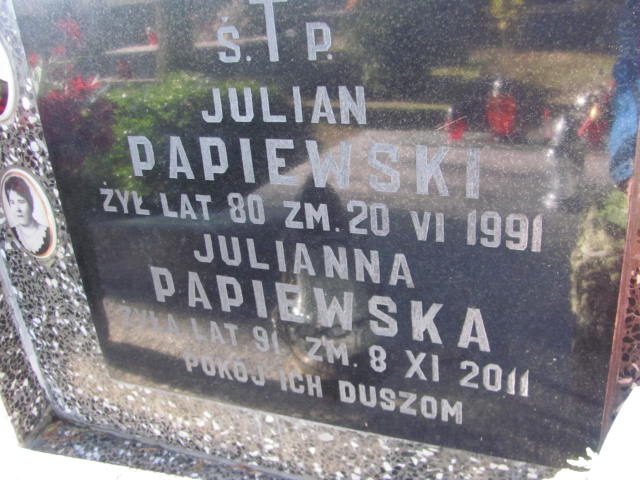 Ś. P.
JULIAN
PAPIEWSKI
ŻYŁ LAT 80 ZM. 20 VI 1991
JULIANNA
PAPIEWSKA
ŻYŁA LAT 91 ZM. 8 XI 2011
POKÓJ ICH DUSZOM